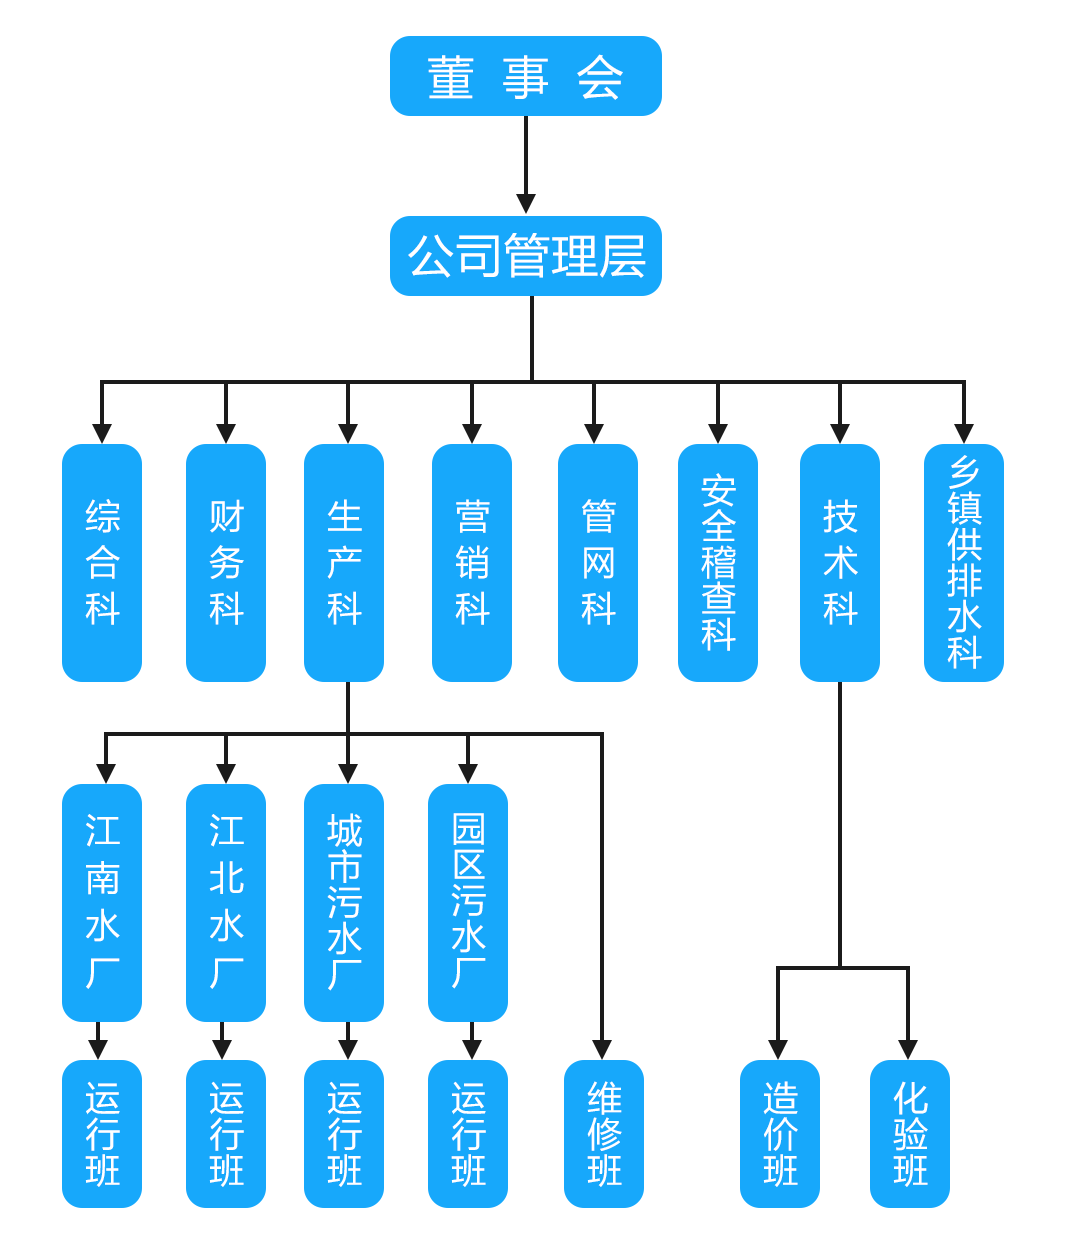 董事会
公司管理层
综合科
财务科
生产科
营销科
管网科
安全稽查科
技术科
乡镇供排水科
江南水厂
江北水厂
城市污水厂
园区污水厂
运行班
运行班
运行班
运行班
维修班
造价班
化验班